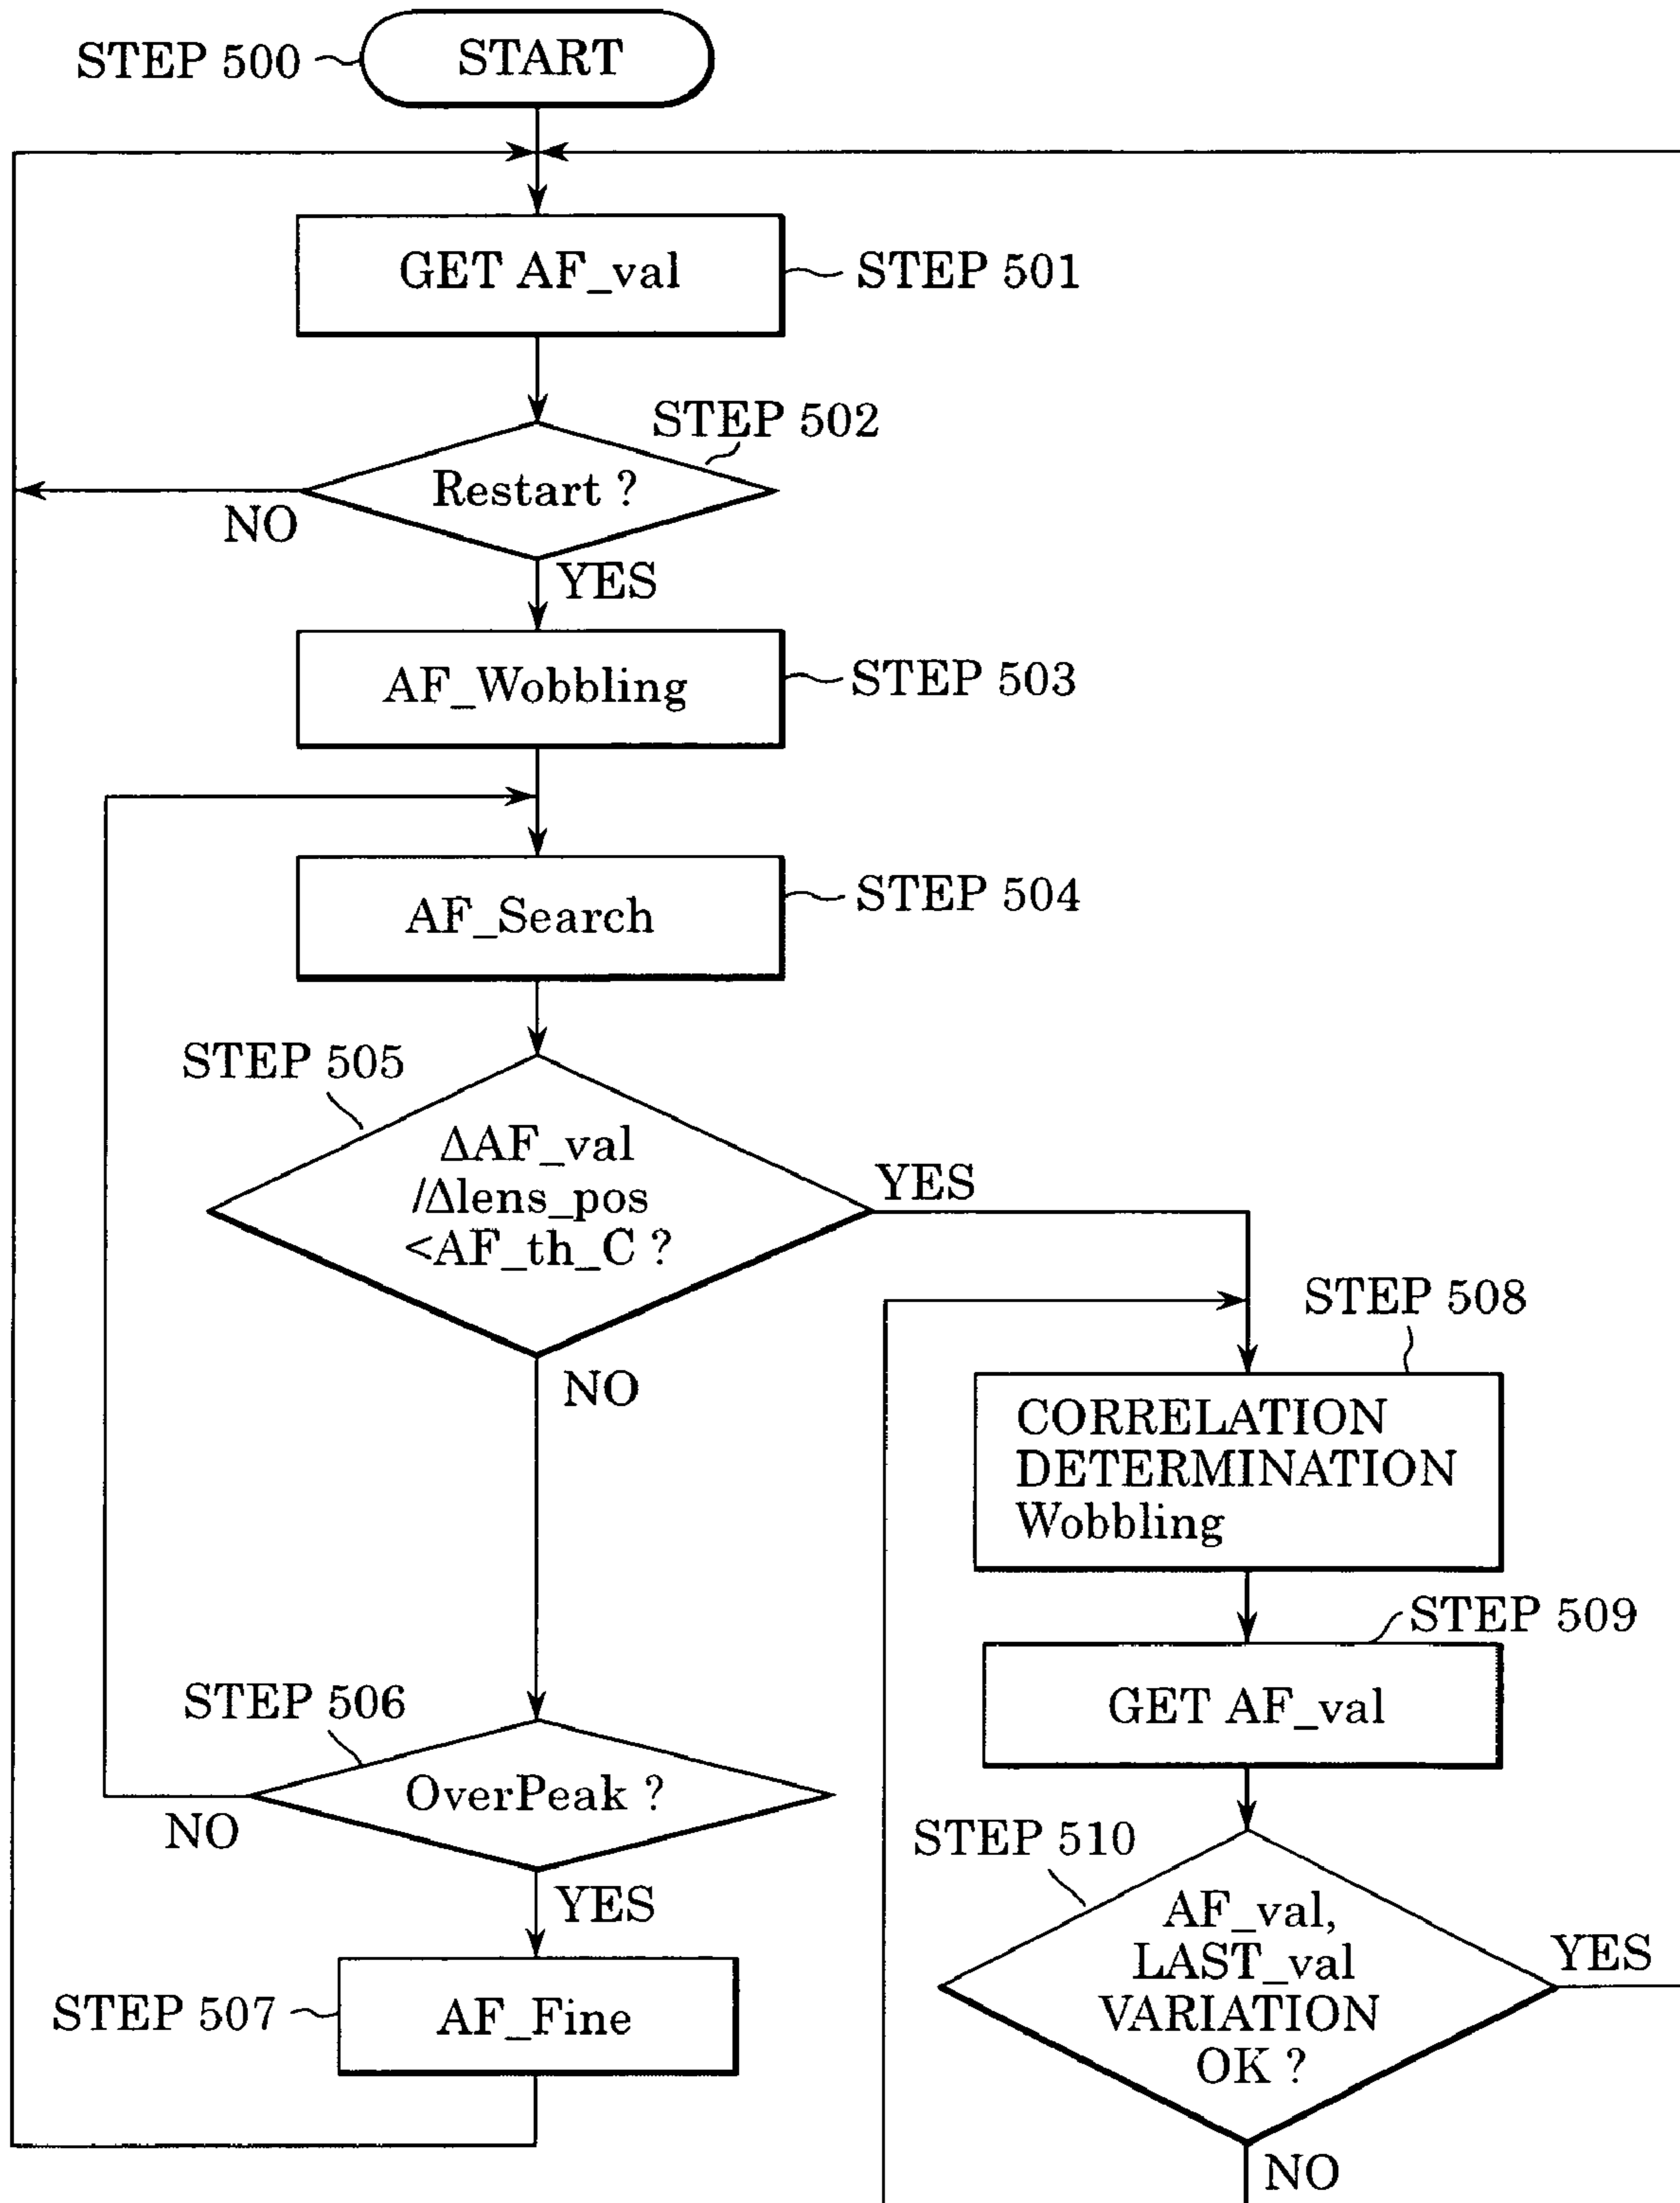 STEP 500
START
GET AF_val
STEP 501
STEP 502
Restart ?
NO
YES
AF_Wobbling
STEP 503
AF_Search
STEP 504
STEP 505
ΔAF_val
/Δlens_pos
<AF_th_C ?
YES
NO
STEP 508
CORRELATION
DETERMINATION
Wobbling
STEP 509
GET AF_val
STEP 506
OverPeak ?
NO
YES
STEP 507
AF_Fine
STEP 510
AF_val,
LAST_val
VARIATION
OK ?
YES
NO